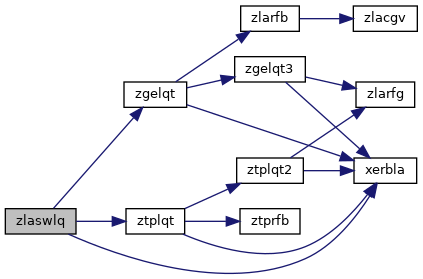 zlarfb
zlacgv
zgelqt3
zgelqt
zlarfg
ztplqt2
xerbla
zlaswlq
ztplqt
ztprfb